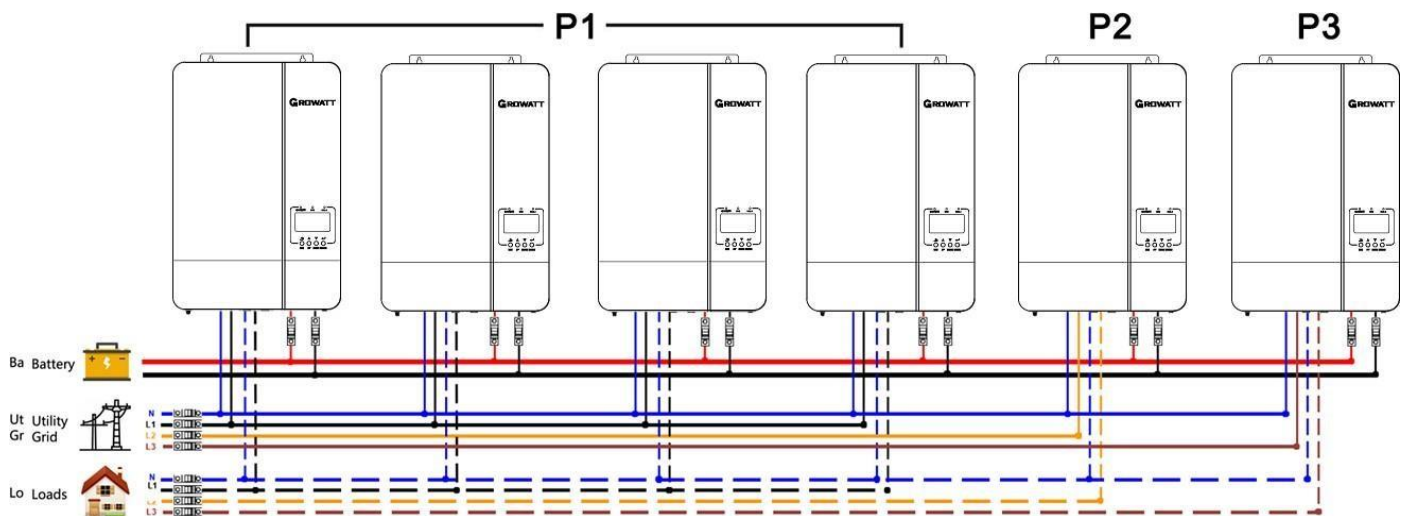 P1 P2 P3
GROWATT GROWATT GROWATT GROWATT GROWATT GROWATT
Ba Battery
Ut Utility
Gr Grid
N
L1
L2
L3
Lo Loads
N
L1
L2
L3